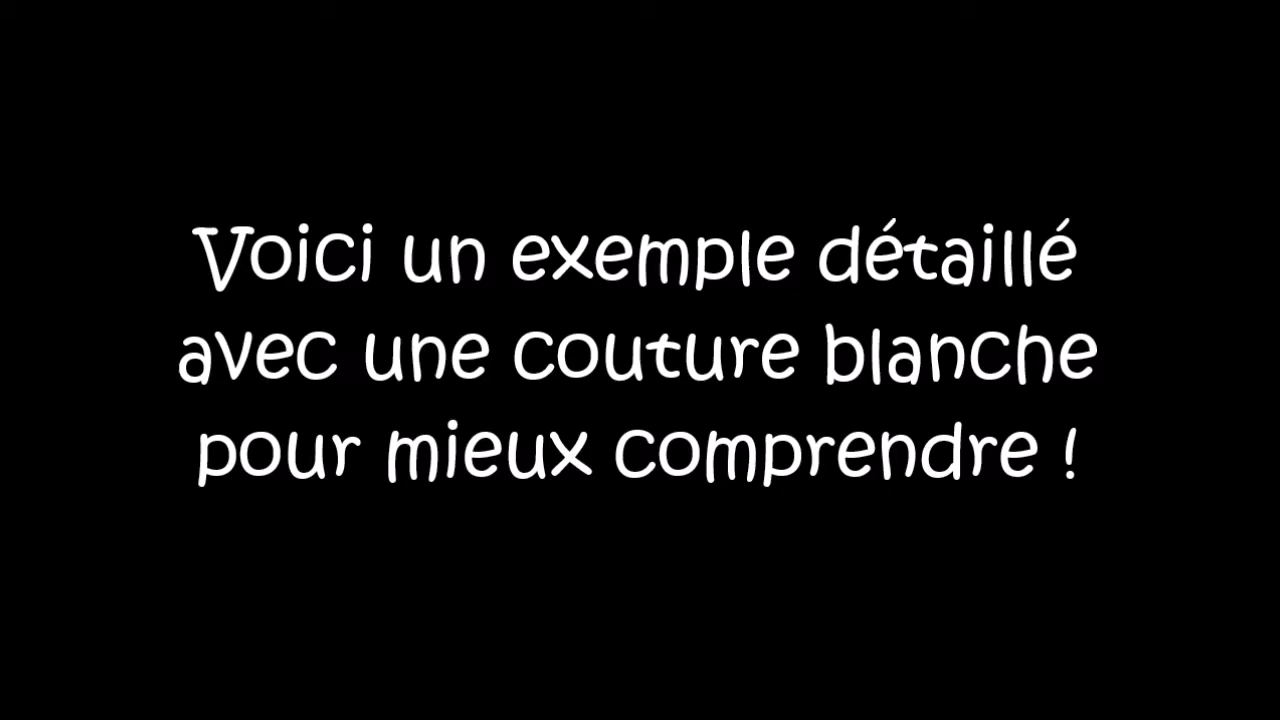 Voici un exemple détaillé
avec une couture blanche
pour mieux comprendre !